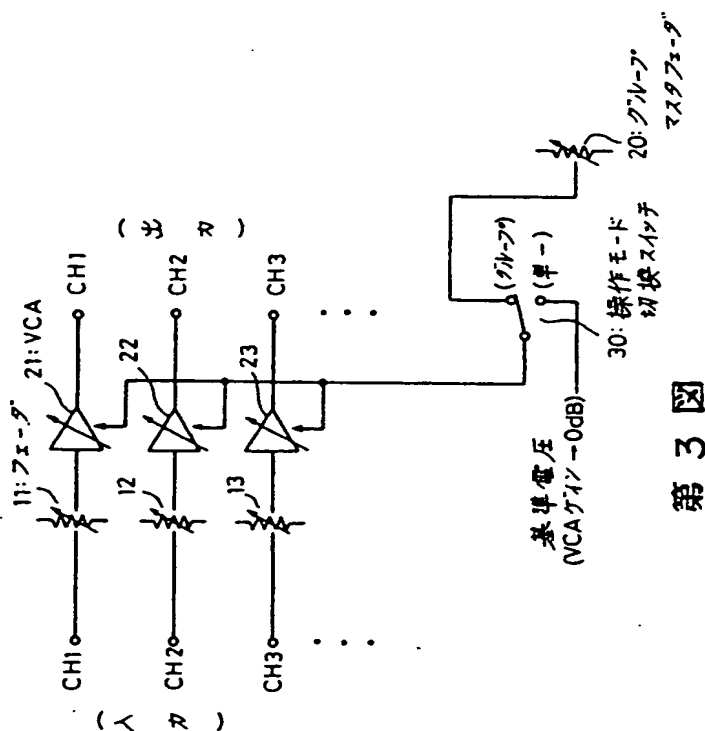 (入力)
CH1
CH2
CH3
11:フェーダ
12
13
21:VCA
22
23
(出力)
CH1
CH2
CH3
基準電圧
(VCAゲイン→0dB)
(グループ)
(単一)
30:操作モード
切換スイッチ
20:グループ
マスタフェーダ
第3図